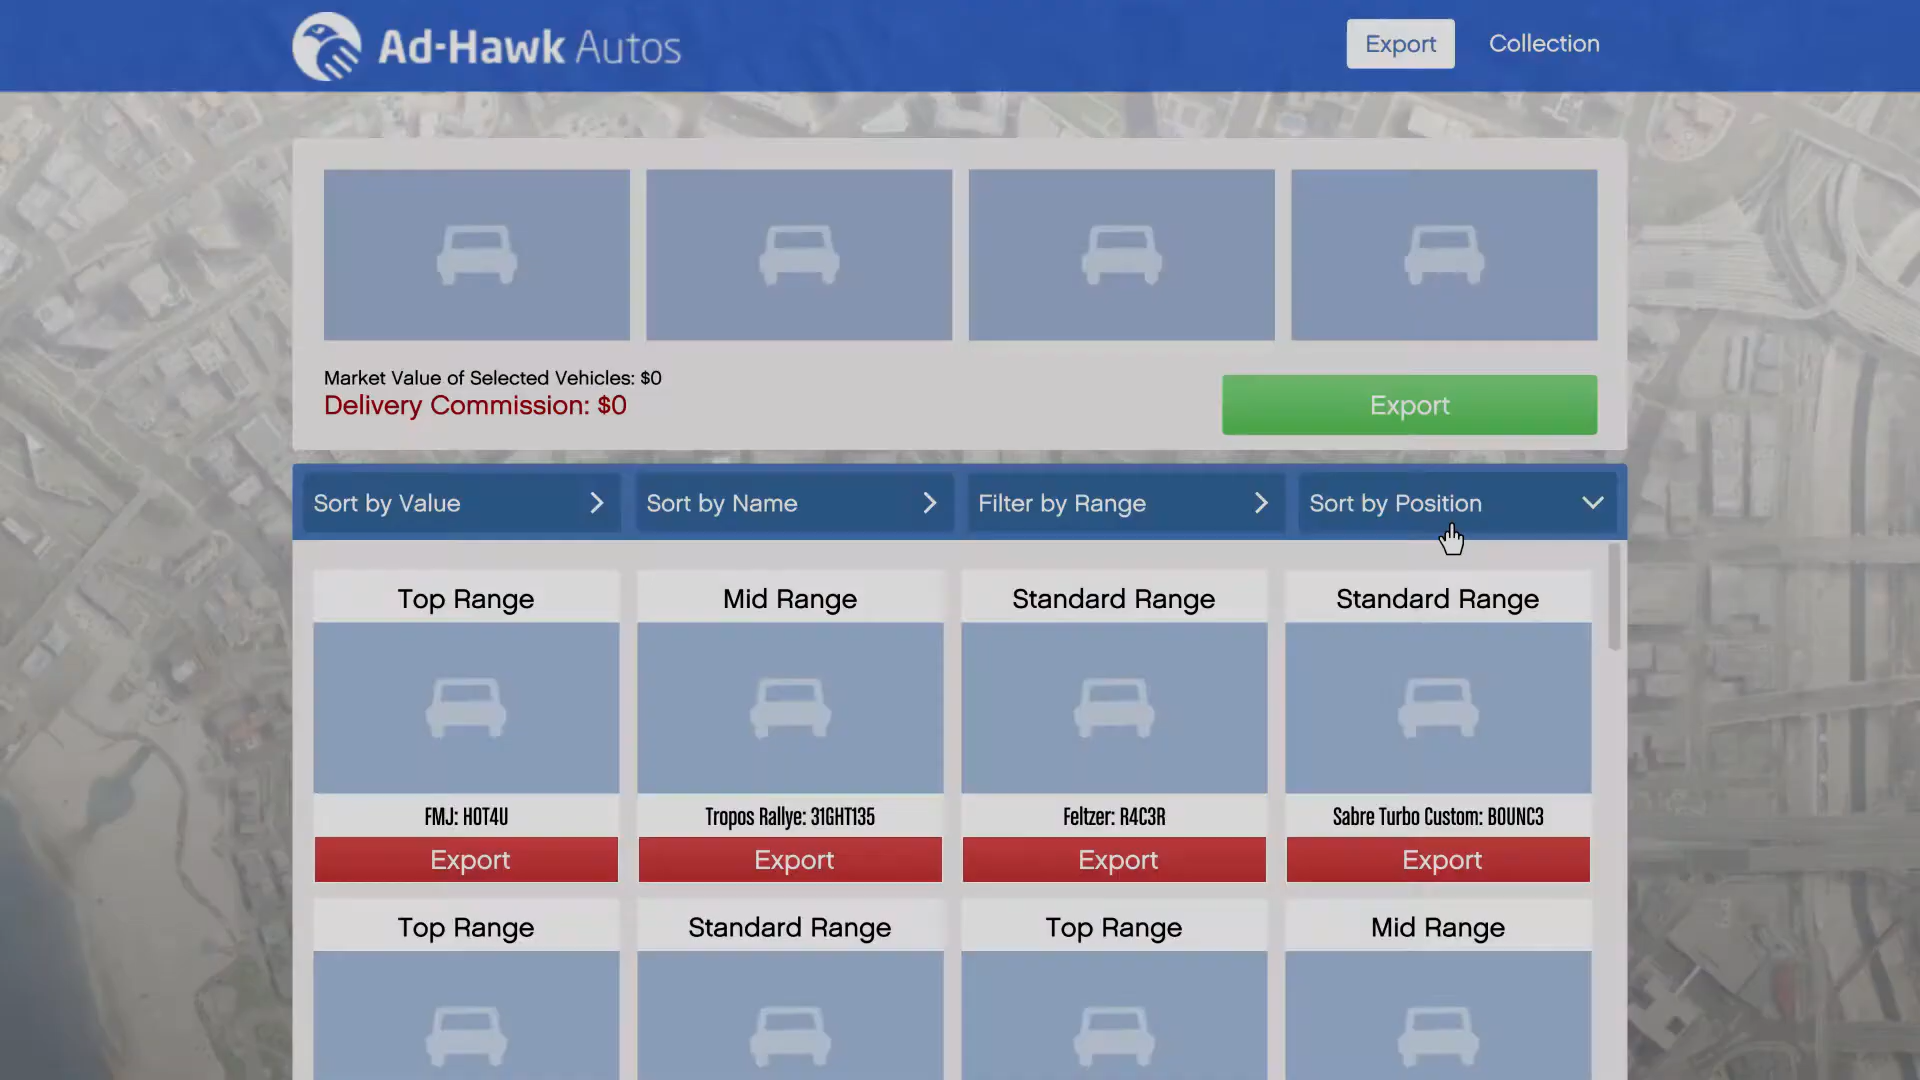 Ad-Hawk Autos
Export
Collection
Market Value of Selected Vehicles: $0
Delivery Commission: $0
Export
Sort by Value
Sort by Name
Filter by Range
Sort by Position
Top Range
Mid Range
Standard Range
Standard Range
FMJ: H0T4U
Tropos Rallye: 31GHT135
Feltzer: R4C3R
Sabre Turbo Custom: B0UNC3
Export
Export
Export
Export
Top Range
Standard Range
Top Range
Mid Range